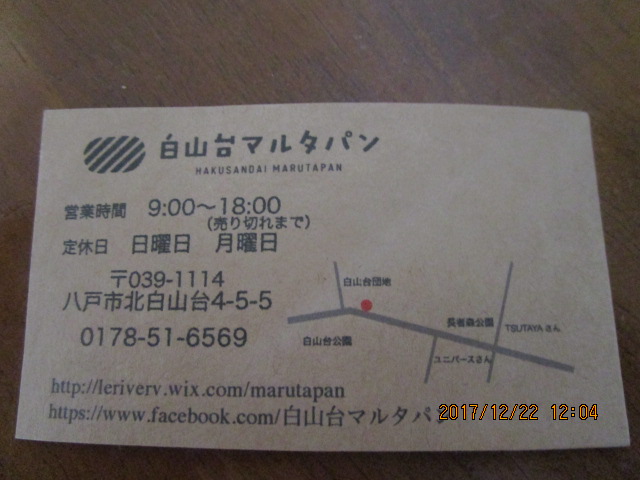 白山台マルタパン
HAKUSANDAI MARUTAPAN
営業時間 9:00〜18:00
(売り切れまで)
定休日 日曜日 月曜日
〒039-1114
八戸市北白山台4-5-5
0178-51-6569
白山台団地
白山台公園
長者森公園
TSUTAYAさん
ユニバースさん
http://leriverv.wix.com/marutapan
https://www.facebook.com/白山台マルタパン
2017/12/22 12:04